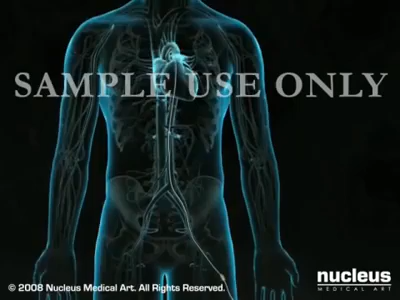 SAMPLE USE ONLY
nucleus
MEDICAL ART
© 2008 Nucleus Medical Art. All Rights Reserved.